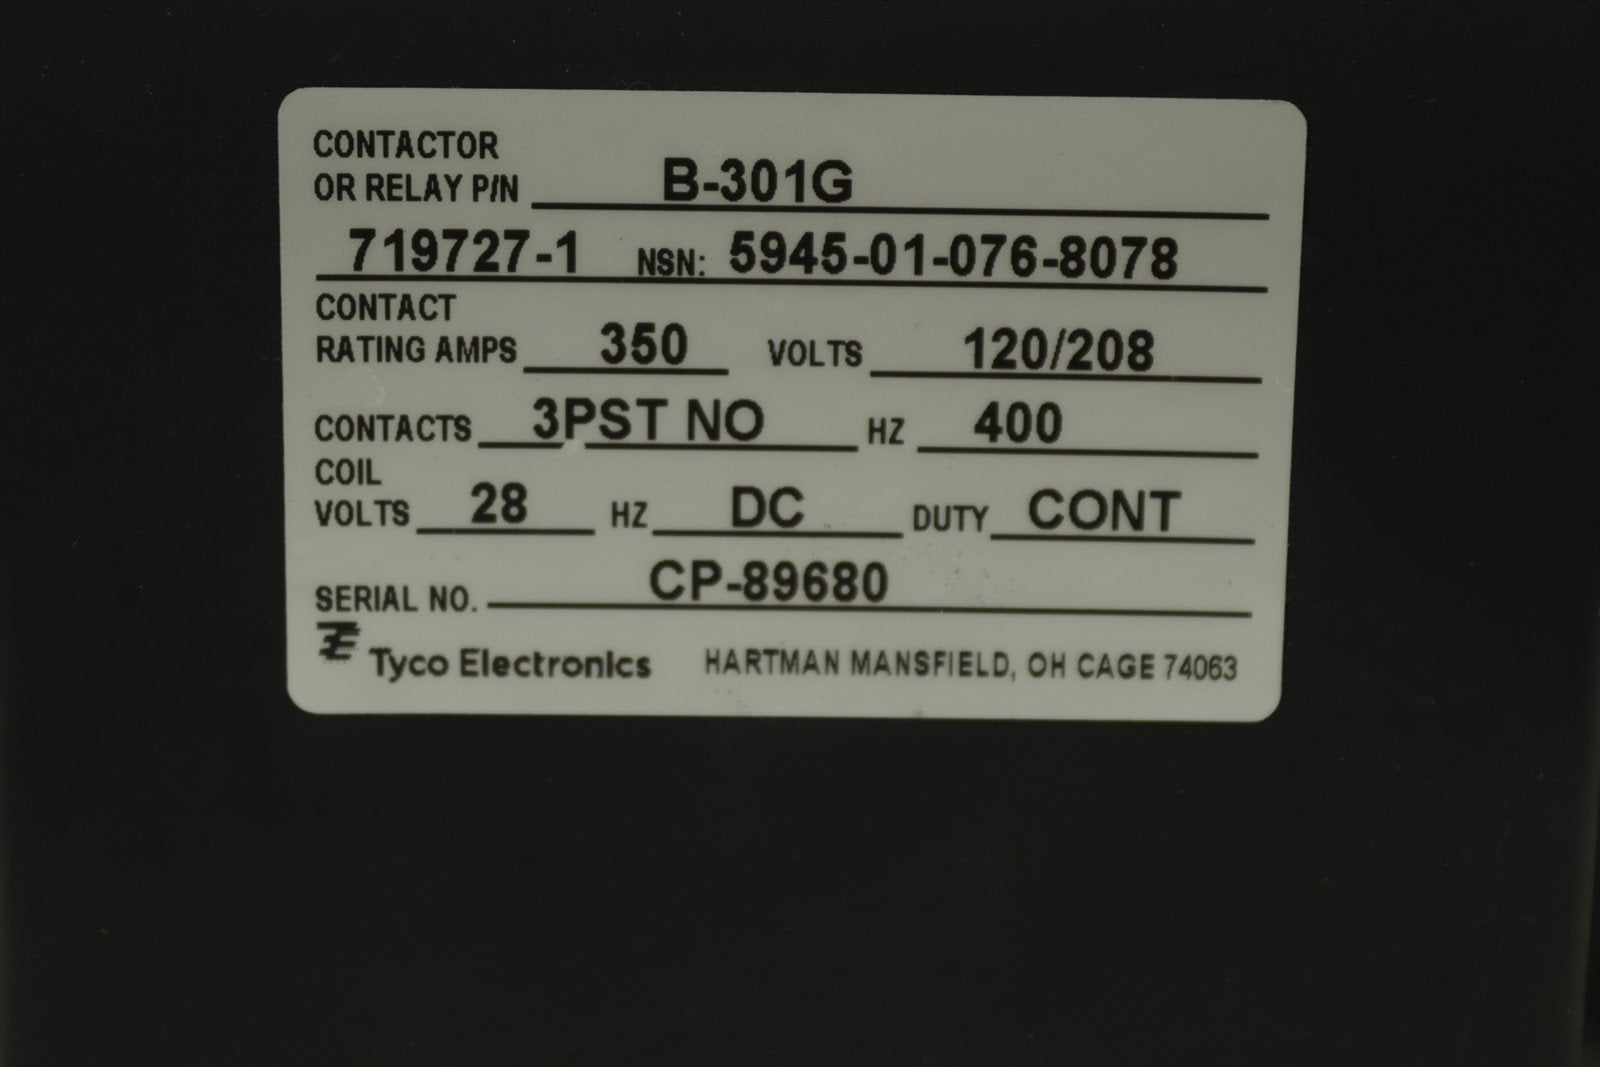 CONTACTOR
OR RELAY P/N B-301G
719727-1 NSN: 5945-01-076-8078
CONTACT
RATING AMPS 350 VOLTS 120/208
CONTACTS 3PST NO HZ 400
COIL
VOLTS 28 HZ DC DUTY CONT
SERIAL NO. CP-89680
Tyco Electronics HARTMAN MANSFIELD, OH CAGE 74063